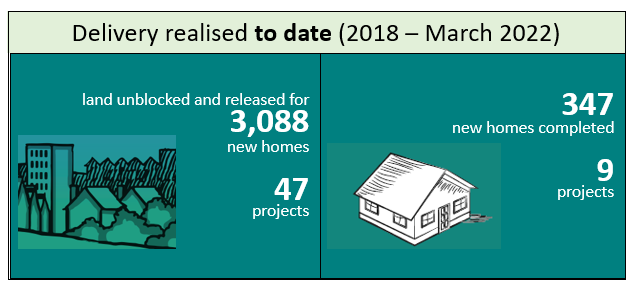 Delivery realised to date (2018 – March 2022)
land unblocked and released for
3,088
new homes
47
projects
347
new homes completed
9
projects